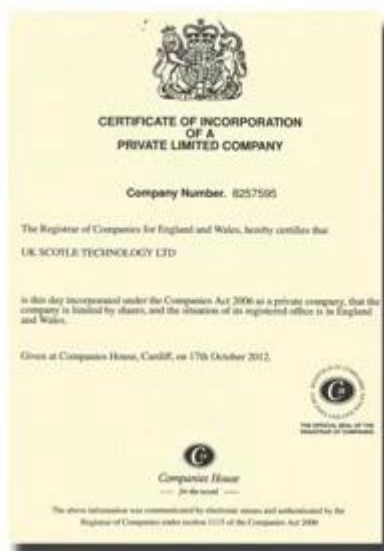 CERTIFICATE OF INCORPORATION
OF A
PRIVATE LIMITED COMPANY
Company Number. 8257595
The Registrar of Companies for England and Wales, hereby certifies that
UK SCOYLE TECHNOLOGY LTD
is this day incorporated under the Companies Act 2006 as a private company, that the
company is limited by shares, and the situation of its registered office is in England
and Wales.
Given at Companies House, Cardiff, on 17th October 2012.
THE OFFICIAL SEAL OF THE
REGISTRAR OF COMPANIES
Companies House
for the record
The above information was communicated by electronic means and authenticated by the
Registrar of Companies under section 1115 of the Companies Act 2006